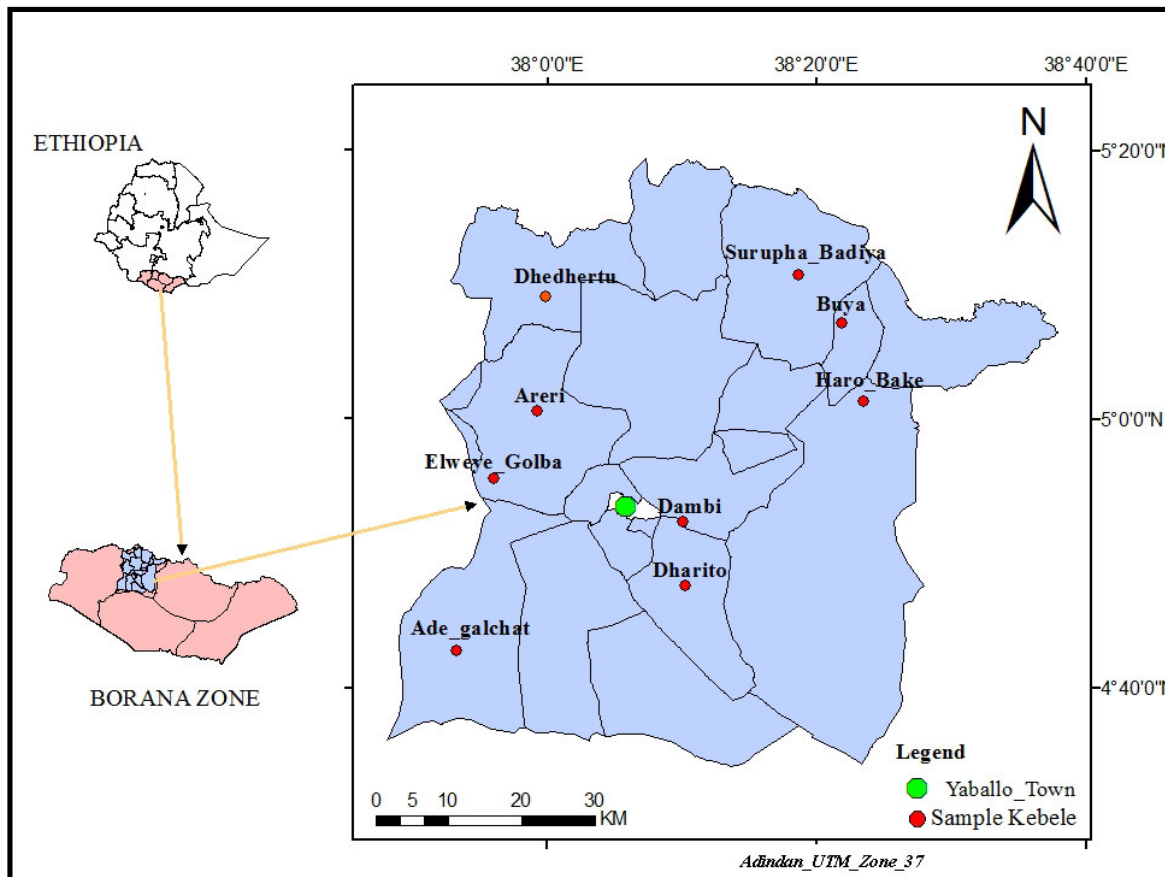 38°0'0"E
38°20'0"E
38°40'0"E
ETHIOPIA
N
5°20'0"N
Surupha_Badiya
Dhedhertu
Buya
Haro_Bake
Areri
5°0'0"N
Elweye_Golba
Dambi
Dharito
Ade_galchat
BORANA ZONE
4°40'0"N
Legend
Yaballo_Town
0 5 10 20 30
KM
Sample Kebele
Adindan_UTM_Zone_37